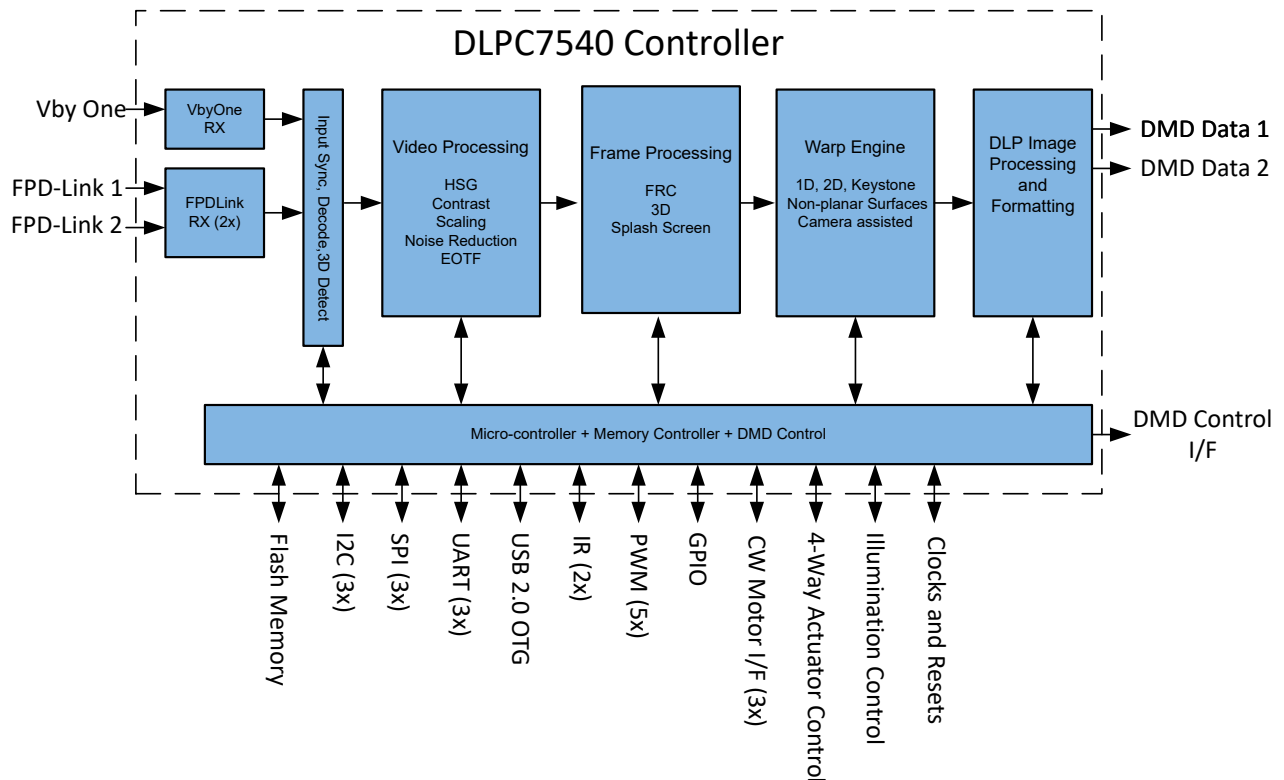 DLPC7540 Controller
Vby One
FPD-Link 1
FPD-Link 2
VbyOne
RX
FPDLink
RX (2x)
Input Sync, Decode,3D Detect
Video Processing
HSG
Contrast
Scaling
Noise Reduction
EOTF
Frame Processing
FRC
3D
Splash Screen
Warp Engine
1D, 2D, Keystone
Non-planar Surfaces
Camera assisted
DLP Image
Processing
and
Formatting
DMD Data 1
DMD Data 2
Micro-controller + Memory Controller + DMD Control
DMD Control
I/F
Flash Memory
I2C (3x)
SPI (3x)
UART (3x)
USB 2.0 OTG
IR (2x)
PWM (5x)
GPIO
CW Motor I/F (3x)
4-Way Actuator Control
Illumination Control
Clocks and Resets